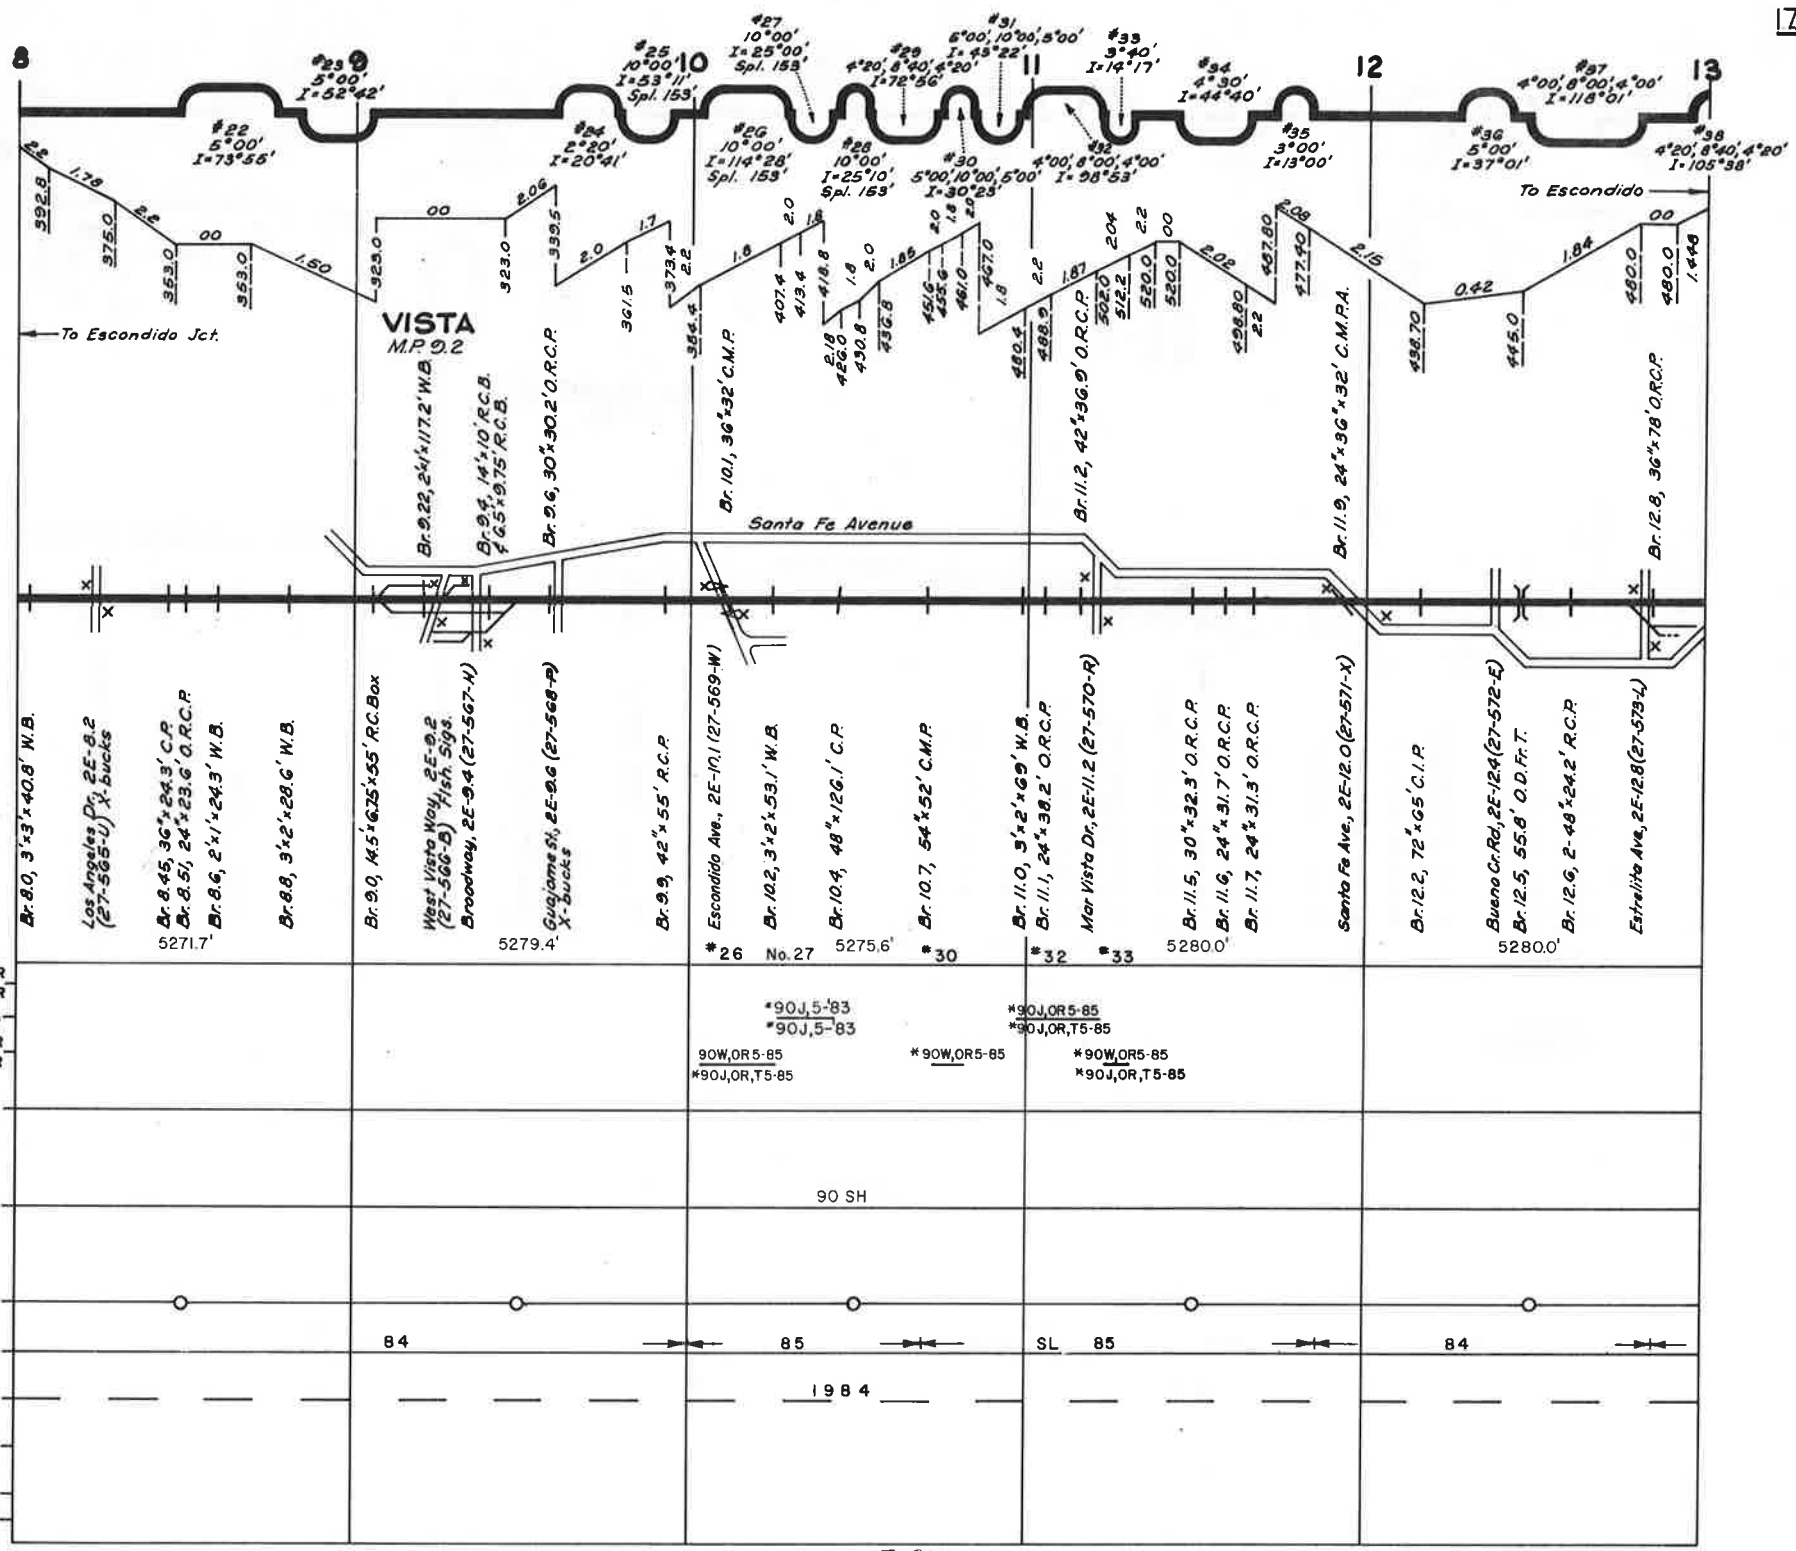 17
8
9
10
11
12
13
#22
5°00'
I=73°55'
#23
5°00'
I=52°42'
#24
2°20'
I=20°41'
#25
10°00'
I=53°11'
Spl. 153'
#26
10°00'
I=114°28'
Spl. 153'
#27
10°00'
I=25°00'
Spl. 153'
#28
10°00'
I=25°10'
Spl. 153'
#29
4°20', 8°40', 4°20'
I=72°56'
#30
5°00', 10°00', 5°00'
I=30°23'
#31
5°00', 10°00', 5°00'
I=43°22'
#32
4°00', 8°00', 4°00'
I=98°53'
#33
3°40'
I=14°17'
#34
4°30'
I=44°40'
#35
3°00'
I=13°00'
#36
5°00'
I=37°01'
#37
4°00', 8°00', 4°00'
I=118°01'
#38
4°20', 8°40', 4°20'
I=105°38'
To Escondido
To Escondido Jct.
2.2
392.8
1.78
375.0
2.2
353.0
00
353.0
1.50
323.0
00
323.0
2.06
339.5
2.0
361.5
1.7
373.4
2.2
384.4
1.8
407.4
2.0
413.4
1.8
418.8
2.18
426.0
1.8
430.8
2.0
436.8
1.85
451.6
2.0
455.6
1.8
461.0
2.0
467.0
1.8
480.4
2.2
488.9
1.87
502.0
2.04
512.2
2.2
520.0
00
520.0
2.02
498.80
2.2
487.80
2.08
477.40
2.15
438.70
0.42
445.0
1.84
480.0
00
480.0
1.448
VISTA
M.P. 9.2
Br. 9.22, 2'x1'x117.2' W.B.
Br. 9.4, 14'x10' R.C.B.
& 6.5'x9.75' R.C.B.
Br. 9.6, 30"x30.2' O.R.C.P.
Br. 10.1, 36"x32' C.M.P.
Br. 11.2, 42"x36.9' O.R.C.P.
Br. 11.9, 24"x36"x32' C.M.P.A.
Br. 12.8, 36"x78' O.R.C.P.
Santa Fe Avenue
Br. 8.0, 3'x3'x40.8' W.B.
Los Angeles Dr., 2E-8.2
(27-565-U) X-bucks
Br. 8.45, 36"x24.3' C.P.
Br. 8.51, 24"x23.6' O.R.C.P.
Br. 8.6, 2'x1'x24.3' W.B.
Br. 8.8, 3'x2'x28.6' W.B.
Br. 9.0, 14.5'x6.75'x55' R.C. Box
West Vista Way, 2E-9.2
(27-566-B) Flsh. Sigs.
Broadway, 2E-9.4 (27-567-H)
Guajame St., 2E-9.6 (27-568-P)
X-bucks
Br. 9.9, 42"x55' R.C.P.
Escondido Ave., 2E-10.1 (27-569-W)
Br. 10.2, 3'x2'x53.1' W.B.
Br. 10.4, 48"x126.1' C.P.
Br. 10.7, 54"x52' C.M.P.
Br. 11.0, 3'x2'x69' W.B.
Br. 11.1, 24"x38.2' O.R.C.P.
Mar Vista Dr., 2E-11.2 (27-570-R)
Br. 11.5, 30"x32.3' O.R.C.P.
Br. 11.6, 24"x31.7' O.R.C.P.
Br. 11.7, 24"x31.3' O.R.C.P.
Santa Fe Ave., 2E-12.0 (27-571-X)
Br. 12.2, 72"x65' C.I.P.
Buena Cr. Rd., 2E-12.4 (27-572-E)
Br. 12.5, 55.8' O.D.Fr.T.
Br. 12.6, 2-48"x24.2' R.C.P.
Estrelita Ave., 2E-12.8 (27-573-L)
5271.7'
5279.4'
5275.6'
5280.0'
5280.0'
#26
No. 27
#30
#32
#33
*90J,5-'83
*90J,5-'83
*90J,OR5-85
*90J,OR,T5-85
90W,OR5-85
*90J,OR,T5-85
*90W,OR5-85
*90W,OR5-85
*90J,OR,T5-85
90 SH
84
85
SL 85
84
1984